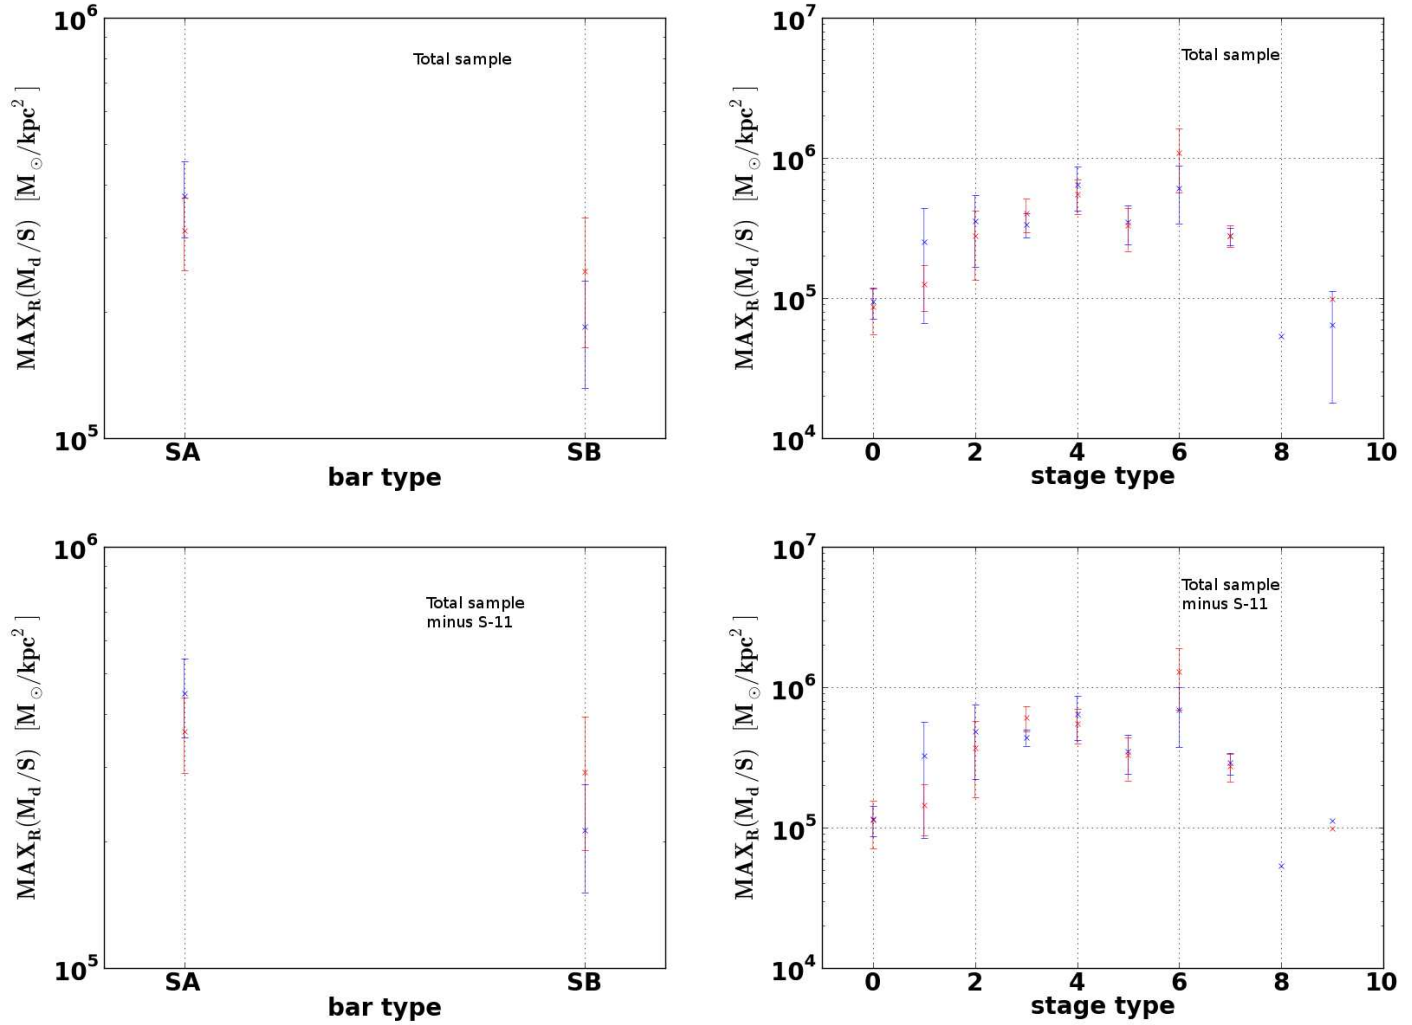 10^6
Total sample
MAX_R(M_d/S) [M_⊙/kpc^2]
10^5
SA SB
bar type
10^7
Total sample
10^6
MAX_R(M_d/S) [M_⊙/kpc^2]
10^5
10^4
0 2 4 6 8 10
stage type
10^6
Total sample
minus S-11
MAX_R(M_d/S) [M_⊙/kpc^2]
10^5
SA SB
bar type
10^7
Total sample
minus S-11
10^6
MAX_R(M_d/S) [M_⊙/kpc^2]
10^5
10^4
0 2 4 6 8 10
stage type